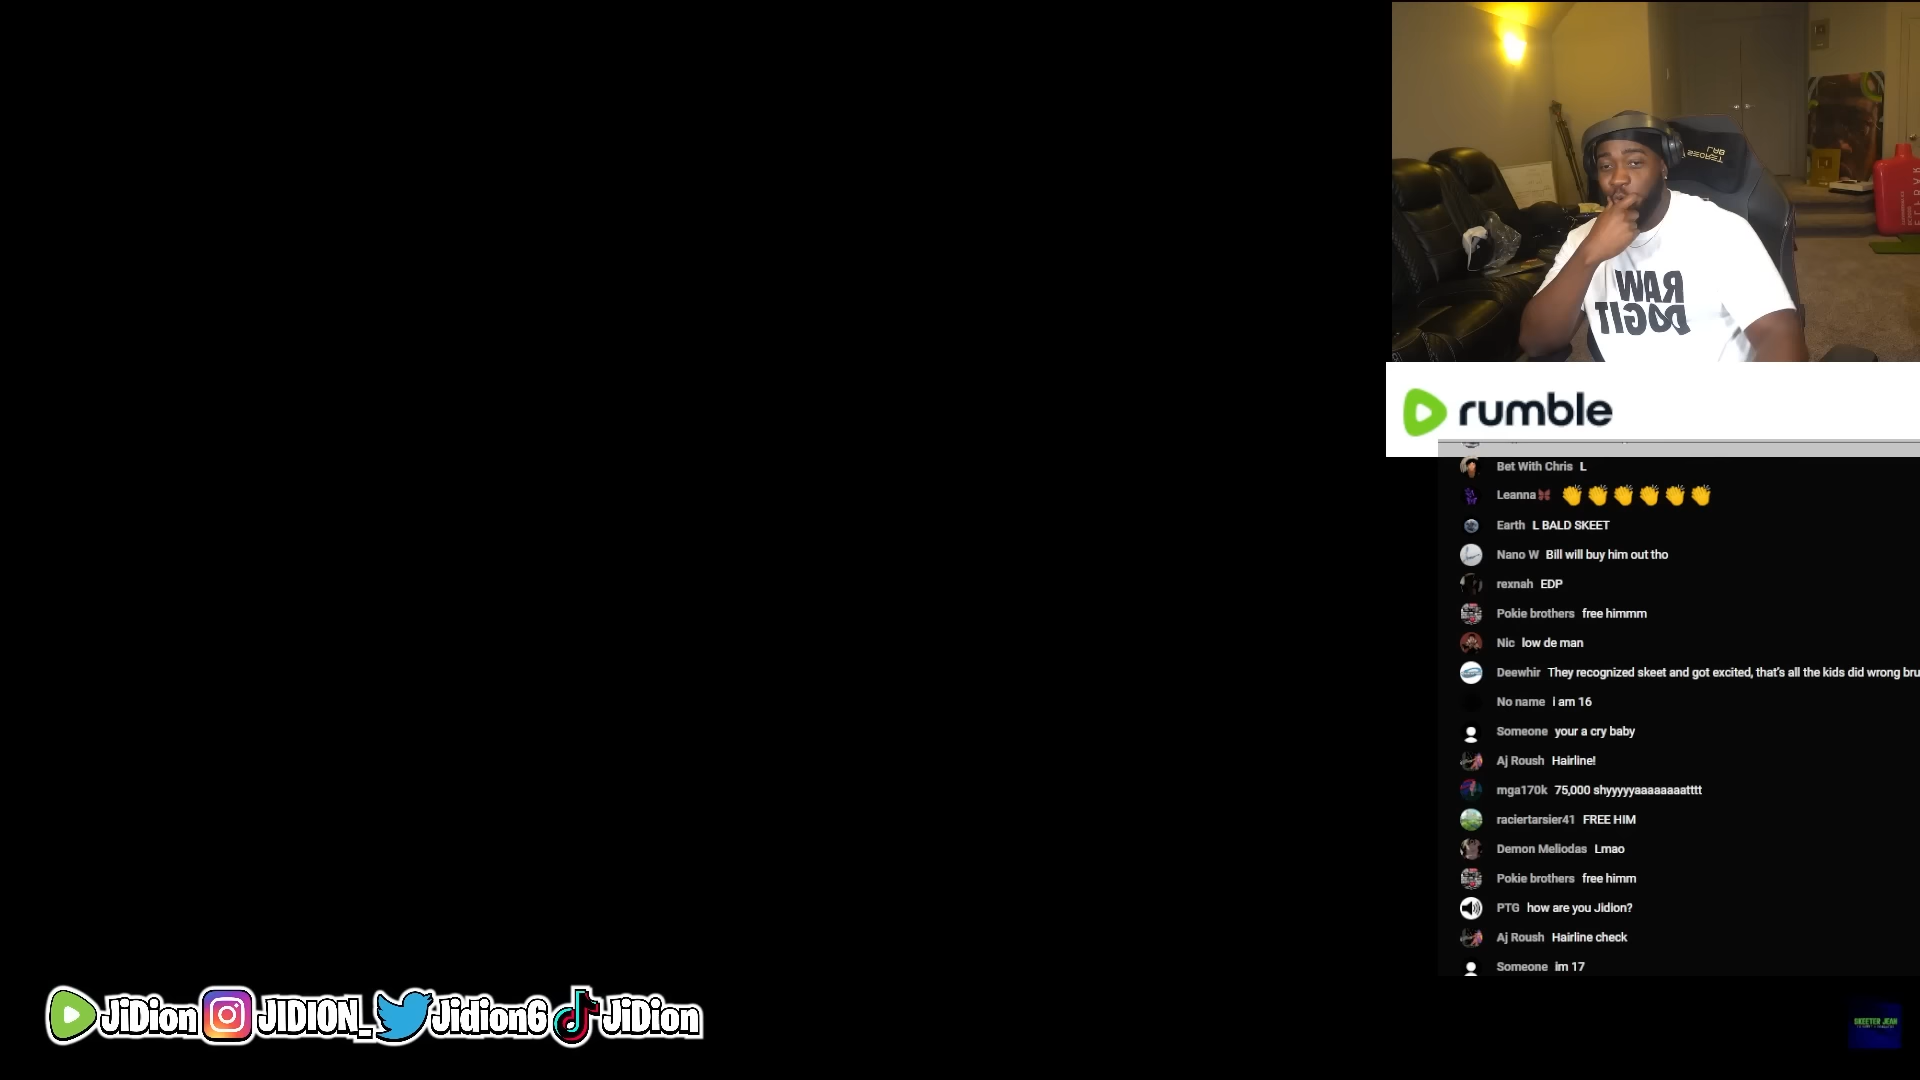 RAW
DOGIT
rumble
Bet With Chris L
Leanna 👏👏👏👏👏👏
Earth L BALD SKEET
Nano W Bill will buy him out tho
rexnah EDP
Pokie brothers free himmm
Nic low de man
Deewhir They recognized skeet and got excited, that's all the kids did wrong bru
No name i am 16
Someone your a cry baby
Aj Roush Hairline!
mga170k 75,000 shyyyyyaaaaaaaatttt
raciertarsier41 FREE HIM
Demon Meliodas Lmao
Pokie brothers free himm
PTG how are you Jidion?
Aj Roush Hairline check
Someone im 17
JiDion JIDION_ Jidion6 JiDion
SKEETER JEAN